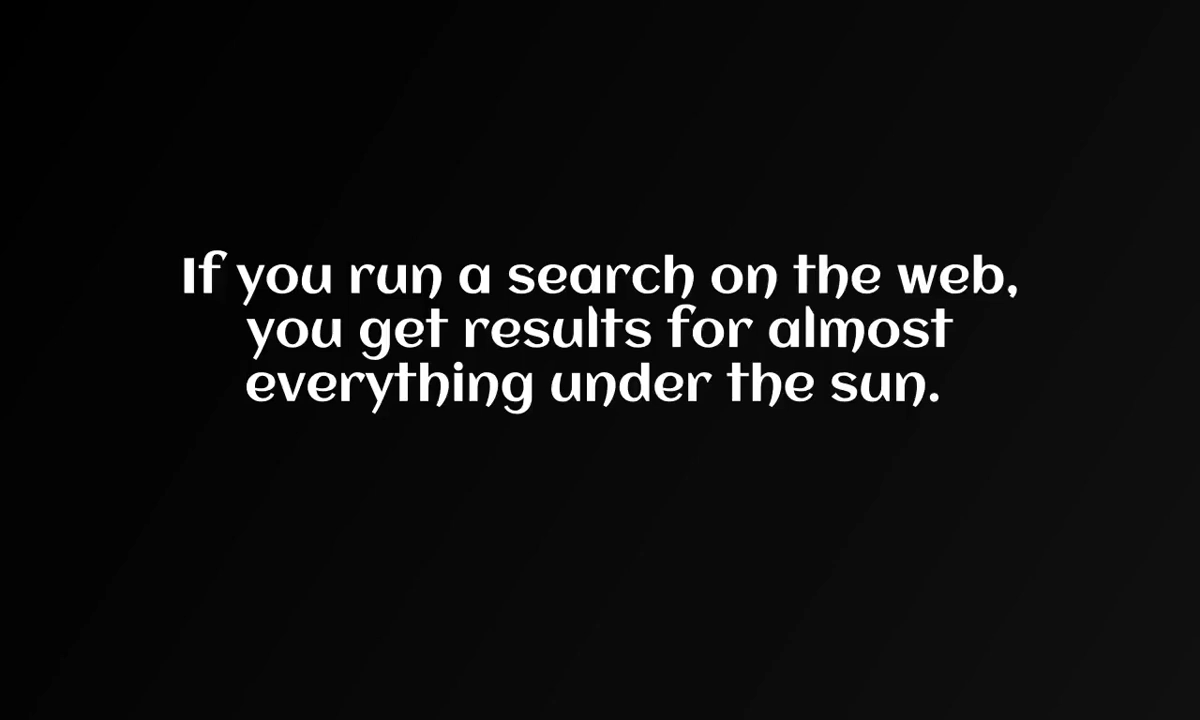 If you run a search on the web,
you get results for almost
everything under the sun.